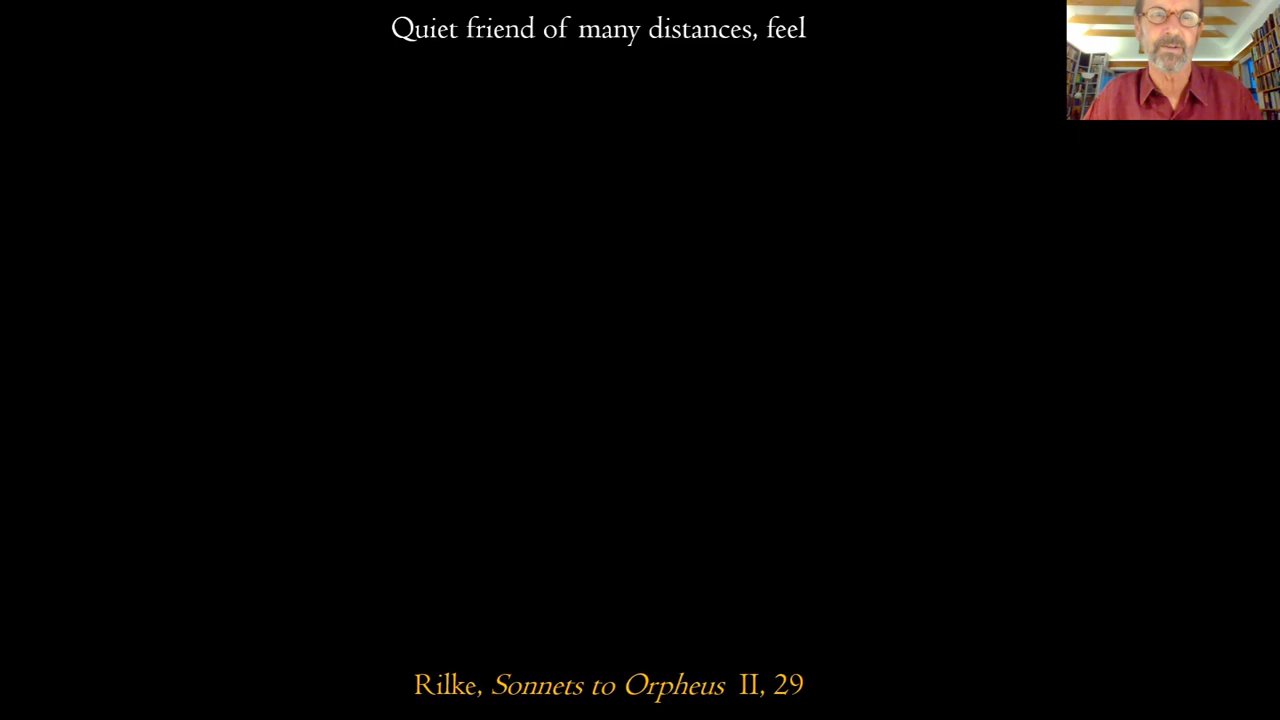 Quiet friend of many distances, feel
Rilke, Sonnets to Orpheus II, 29